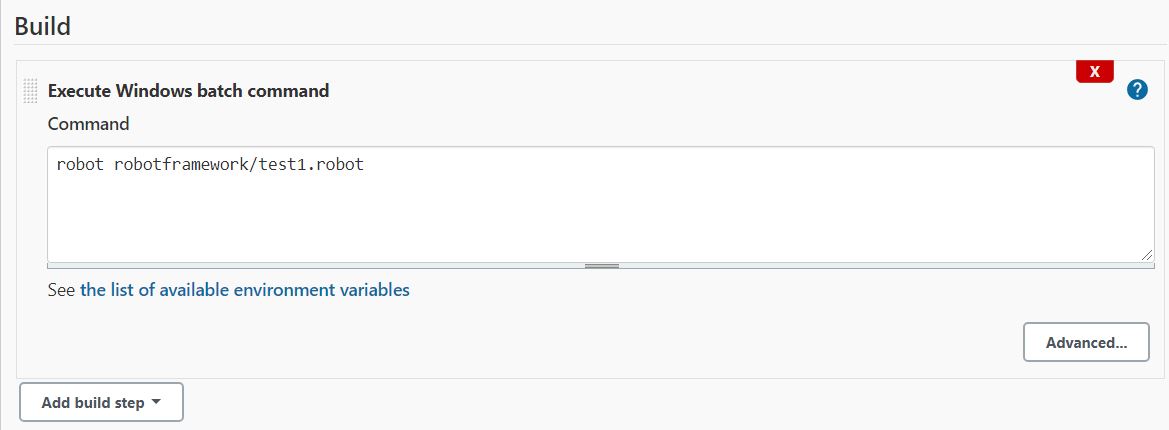 Build
X
Execute Windows batch command
?
Command
robot robotframework/test1.robot
See the list of available environment variables
Advanced...
Add build step